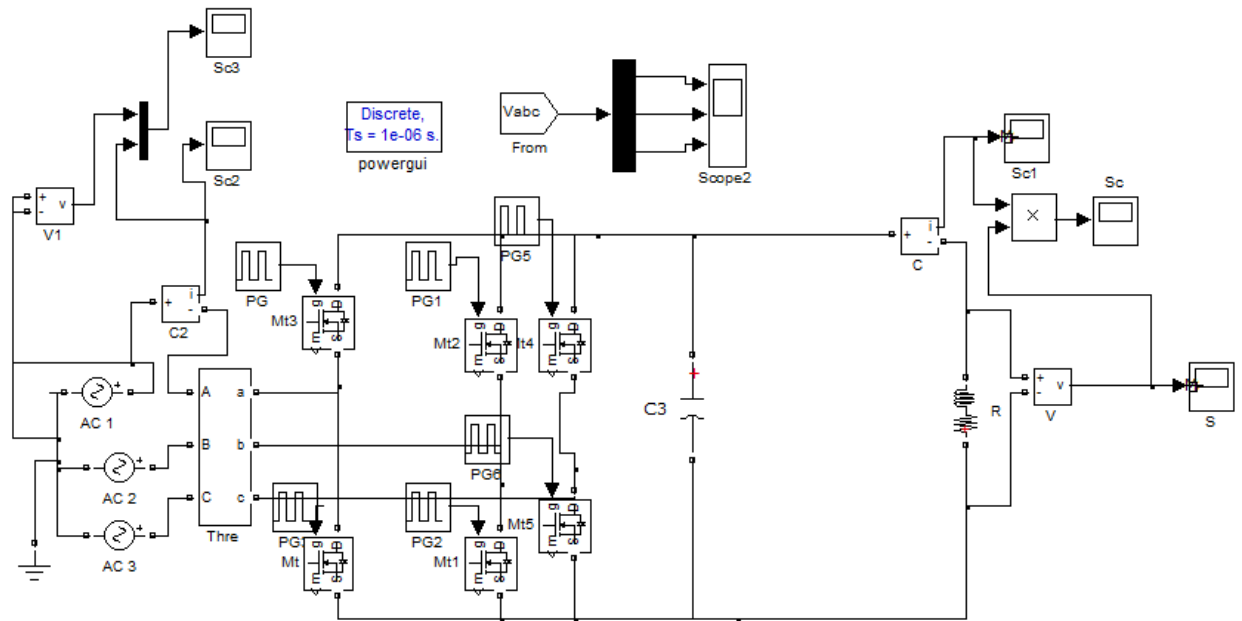 Sc3
Discrete,
Ts = 1e-06 s.
powergui
Vabc
From
Scope2
Sc2
Sc1
Sc
+
-
v
V1
×
PG5
+
i
-
C
PG
PG1
+
i
-
C2
g
D
m
S
Mt3
g
D
m
S
Mt2
g
D
m
S
It4
+
AC 1
A
a
C3
+
R
+
-
v
V
S
B
b
+
AC 2
PG6
C
c
+
AC 3
Thre
PG2
g
D
m
S
Mt
g
D
m
S
Mt1
g
D
m
S
Mt5
+